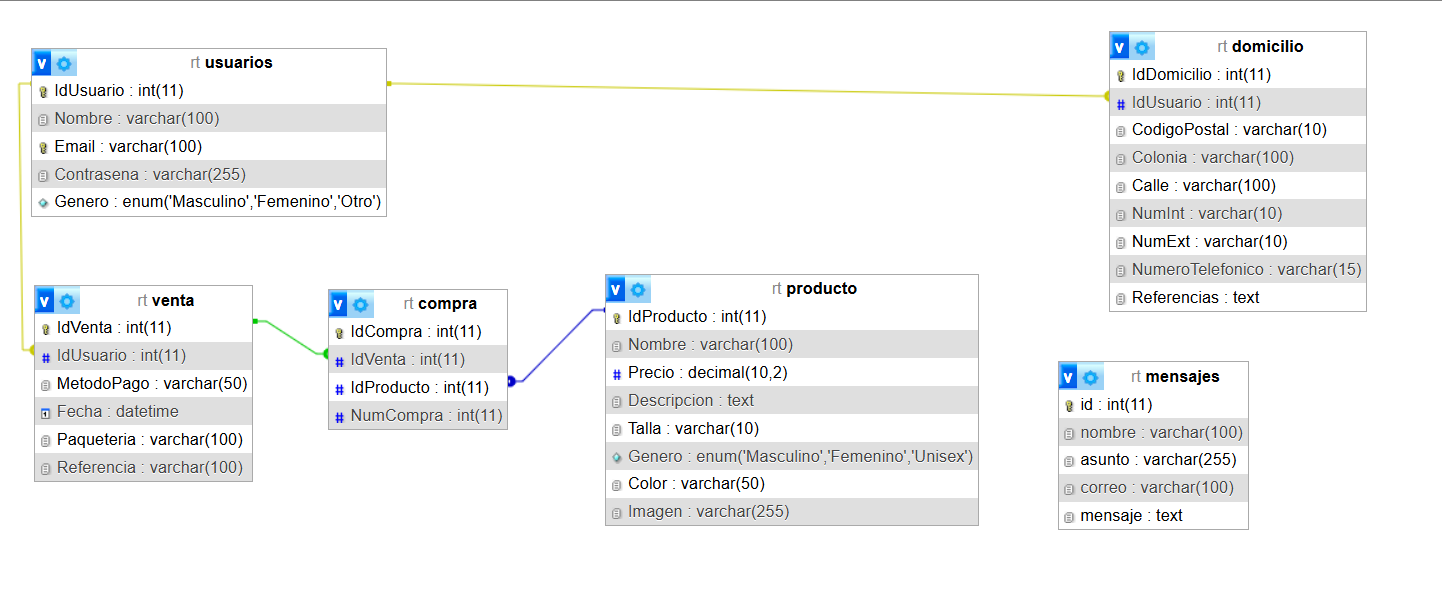 v rt usuarios
IdUsuario : int(11)
Nombre : varchar(100)
Email : varchar(100)
Contrasena : varchar(255)
Genero : enum('Masculino','Femenino','Otro')
v rt domicilio
IdDomicilio : int(11)
# IdUsuario : int(11)
CodigoPostal : varchar(10)
Colonia : varchar(100)
Calle : varchar(100)
NumInt : varchar(10)
NumExt : varchar(10)
NumeroTelefonico : varchar(15)
Referencias : text
v rt venta
IdVenta : int(11)
# IdUsuario : int(11)
MetodoPago : varchar(50)
Fecha : datetime
Paqueteria : varchar(100)
Referencia : varchar(100)
v rt compra
IdCompra : int(11)
# IdVenta : int(11)
# IdProducto : int(11)
# NumCompra : int(11)
v rt producto
IdProducto : int(11)
Nombre : varchar(100)
# Precio : decimal(10,2)
Descripcion : text
Talla : varchar(10)
Genero : enum('Masculino','Femenino','Unisex')
Color : varchar(50)
Imagen : varchar(255)
v rt mensajes
id : int(11)
nombre : varchar(100)
asunto : varchar(255)
correo : varchar(100)
mensaje : text